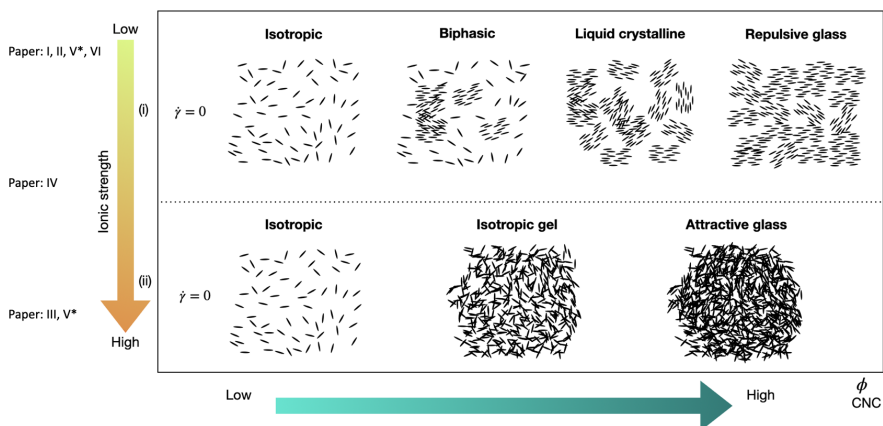 Low
Paper: I, II, V*, VI
(i)
Ionic strength
Paper: IV
(ii)
Paper: III, V*
High
Isotropic
Biphasic
Liquid crystalline
Repulsive glass
γ̇ = 0
Isotropic
Isotropic gel
Attractive glass
γ̇ = 0
Low
High
ϕ
CNC